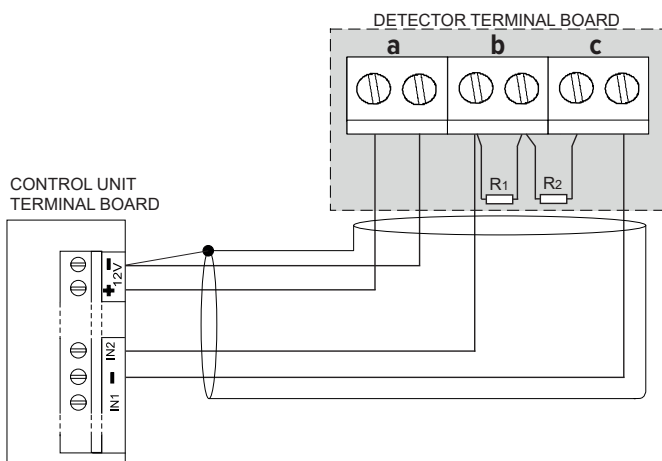 DETECTOR TERMINAL BOARD
a b c
R1 R2
CONTROL UNIT
TERMINAL BOARD
-
12V
+
IN2
-
IN1